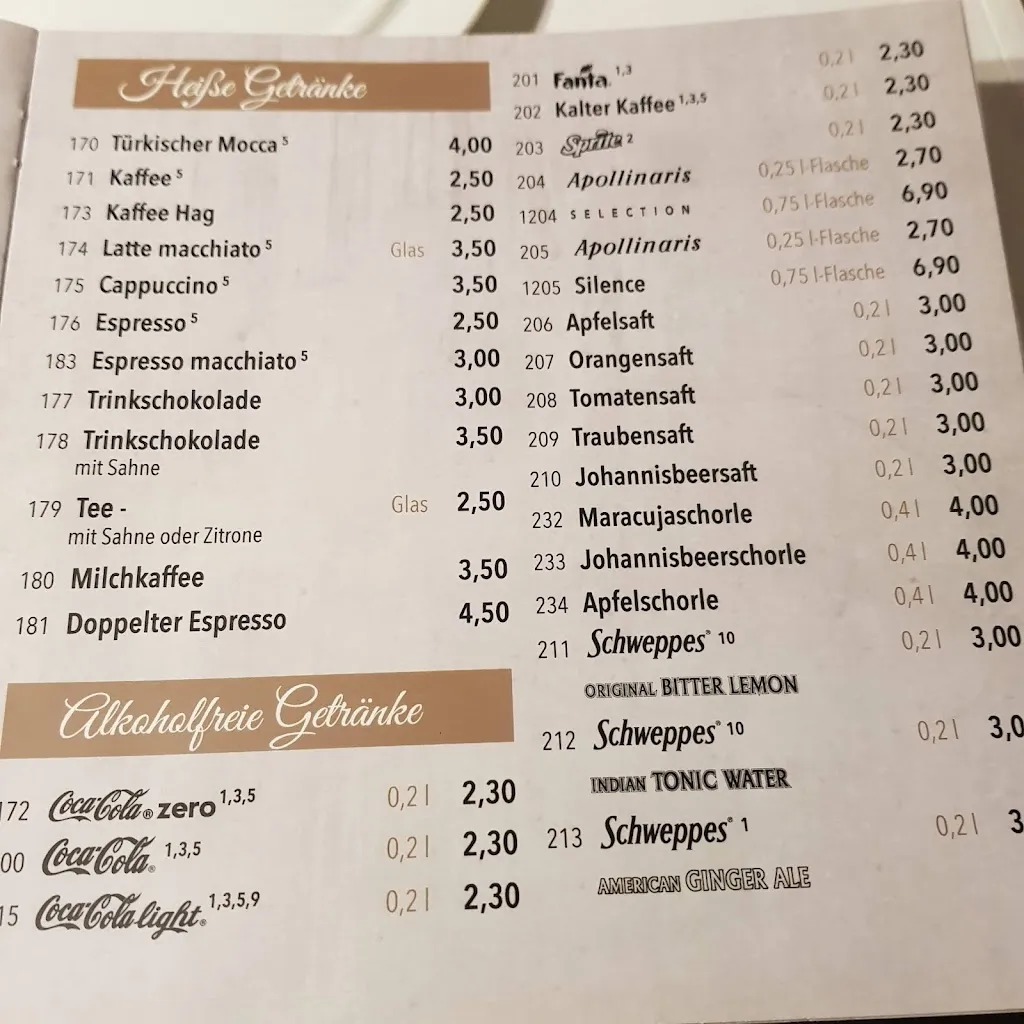 Heiße Getränke
170 Türkischer Mocca 5 4,00
171 Kaffee 5 2,50
173 Kaffee Hag 2,50
174 Latte macchiato 5 Glas 3,50
175 Cappuccino 5 3,50
176 Espresso 5 2,50
183 Espresso macchiato 5 3,00
177 Trinkschokolade 3,00
178 Trinkschokolade 3,50
mit Sahne
179 Tee - Glas 2,50
mit Sahne oder Zitrone
180 Milchkaffee 3,50
181 Doppelter Espresso 4,50
Alkoholfreie Getränke
172 Coca-Cola® zero 1,3,5 0,2 l 2,30
00 Coca-Cola® 1,3,5 0,2 l 2,30
15 Coca-Cola light® 1,3,5,9 0,2 l 2,30
201 Fanta 1,3 0,2 l 2,30
202 Kalter Kaffee 1,3,5 0,2 l 2,30
203 Sprite 2 0,2 l 2,30
204 Apollinaris 0,25 l-Flasche 2,70
1204 SELECTION 0,75 l-Flasche 6,90
205 Apollinaris 0,25 l-Flasche 2,70
1205 Silence 0,75 l-Flasche 6,90
206 Apfelsaft 0,2 l 3,00
207 Orangensaft 0,2 l 3,00
208 Tomatensaft 0,2 l 3,00
209 Traubensaft 0,2 l 3,00
210 Johannisbeersaft 0,2 l 3,00
232 Maracujaschorle 0,4 l 4,00
233 Johannisbeerschorle 0,4 l 4,00
234 Apfelschorle 0,4 l 4,00
211 Schweppes® 10 0,2 l 3,00
ORIGINAL BITTER LEMON
212 Schweppes® 10 0,2 l 3,0
INDIAN TONIC WATER
213 Schweppes® 1 0,2 l 3
AMERICAN GINGER ALE